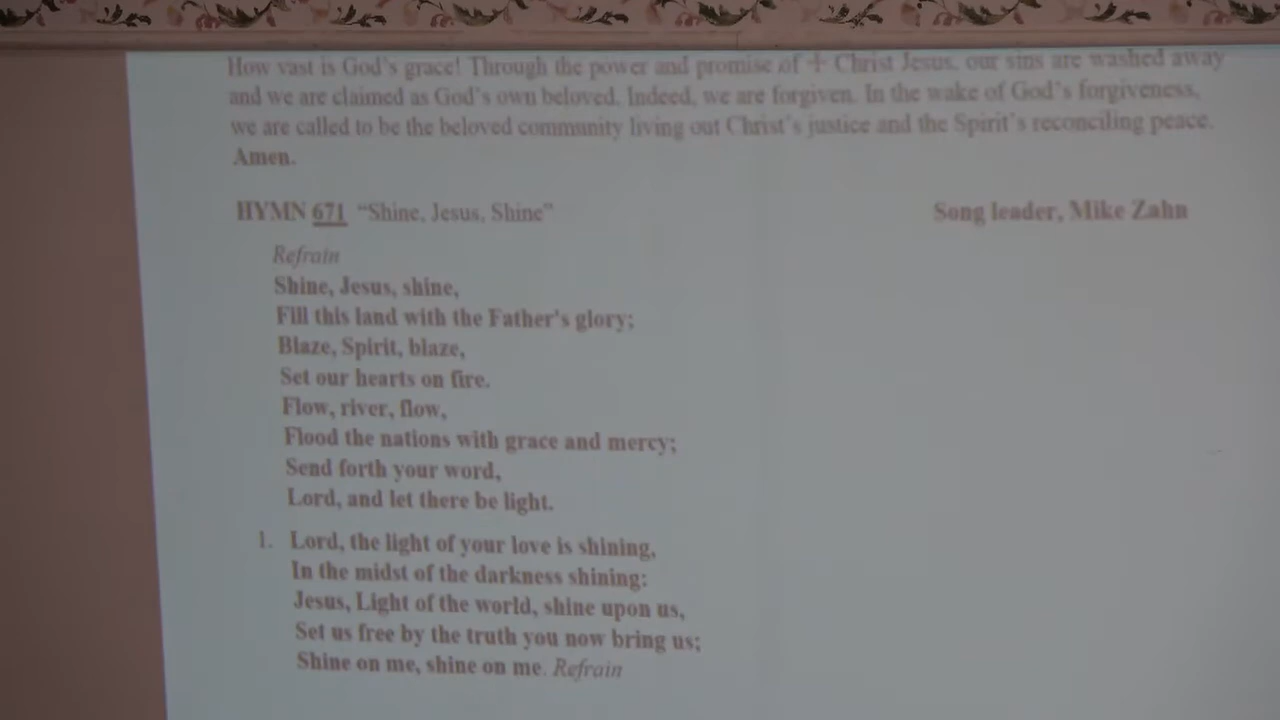 How vast is God's grace! Through the power and promise of ☩ Christ Jesus, our sins are washed away
and we are claimed as God's own beloved. Indeed, we are forgiven. In the wake of God's forgiveness,
we are called to be the beloved community living out Christ's justice and the Spirit's reconciling peace.
Amen.
HYMN 671 “Shine, Jesus, Shine” Song leader, Mike Zahn
Refrain
Shine, Jesus, shine,
Fill this land with the Father's glory;
Blaze, Spirit, blaze,
Set our hearts on fire.
Flow, river, flow,
Flood the nations with grace and mercy;
Send forth your word,
Lord, and let there be light.
1. Lord, the light of your love is shining,
In the midst of the darkness shining:
Jesus, Light of the world, shine upon us,
Set us free by the truth you now bring us;
Shine on me, shine on me. Refrain